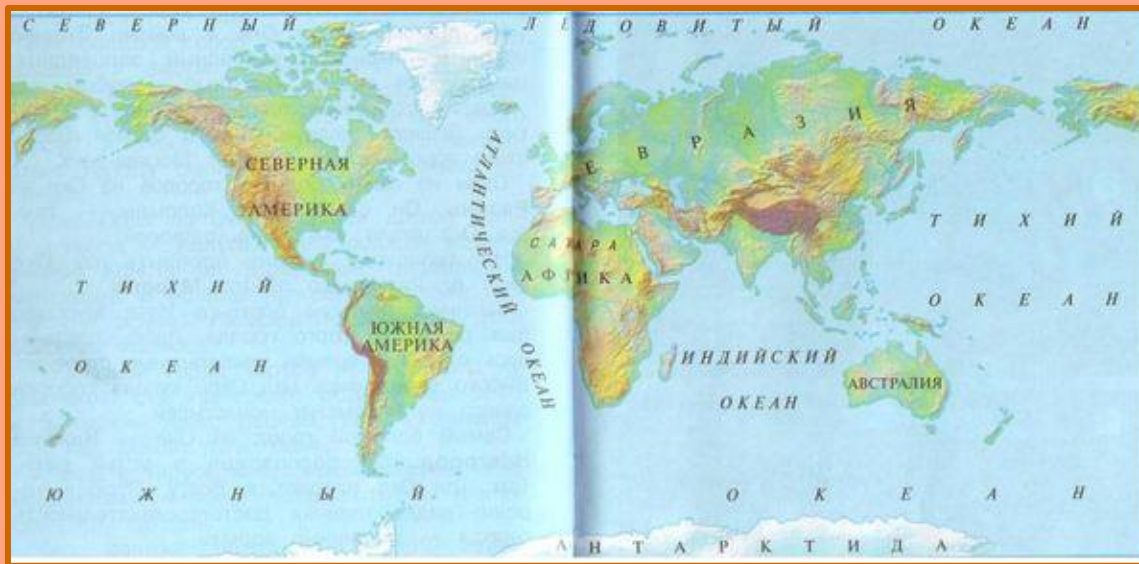 СЕВЕРНЫЙ ЛЕДОВИТЫЙ ОКЕАН
СЕВЕРНАЯ
АМЕРИКА
ЕВРАЗИЯ
АТЛАНТИЧЕСКИЙ
ОКЕАН
САХАРА
АФРИКА
ТИХИЙ
ОКЕАН
ТИХИЙ
ОКЕАН
ЮЖНАЯ
АМЕРИКА
ИНДИЙСКИЙ
ОКЕАН
АВСТРАЛИЯ
ЮЖНЫЙ ОКЕАН
АНТАРКТИДА